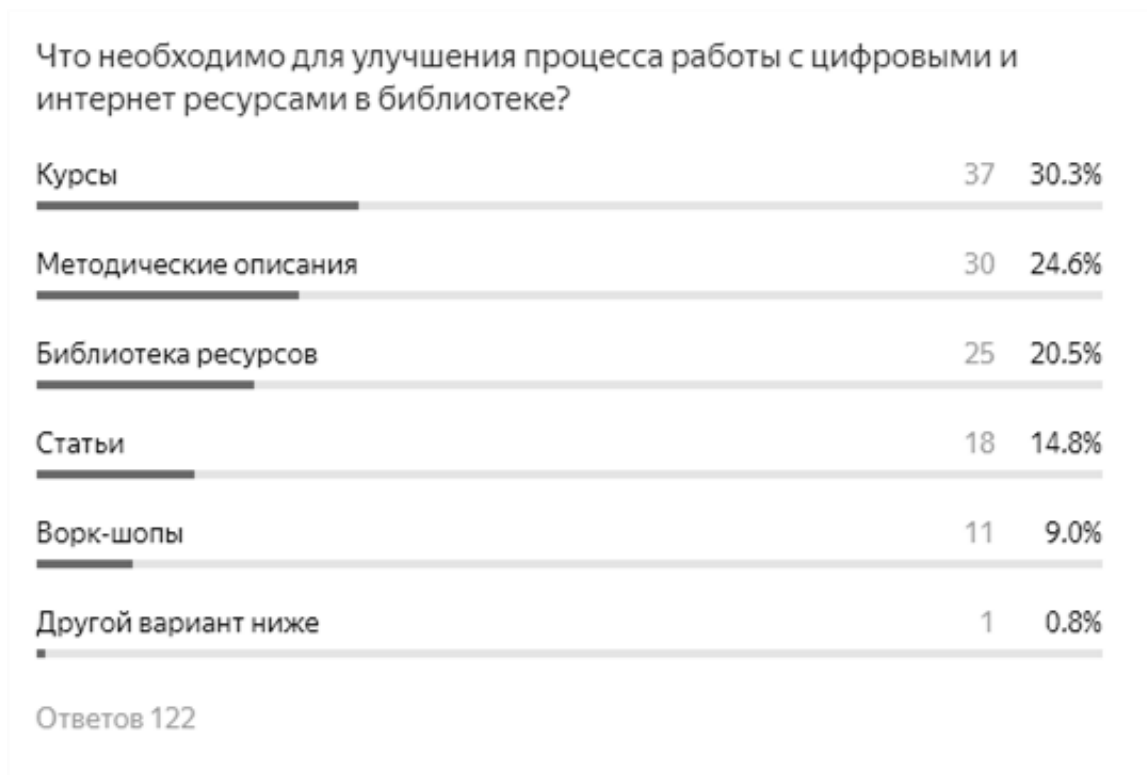 Что необходимо для улучшения процесса работы с цифровыми и
интернет ресурсами в библиотеке?
Курсы 37 30.3%
Методические описания 30 24.6%
Библиотека ресурсов 25 20.5%
Статьи 18 14.8%
Ворк-шопы 11 9.0%
Другой вариант ниже 1 0.8%
Ответов 122